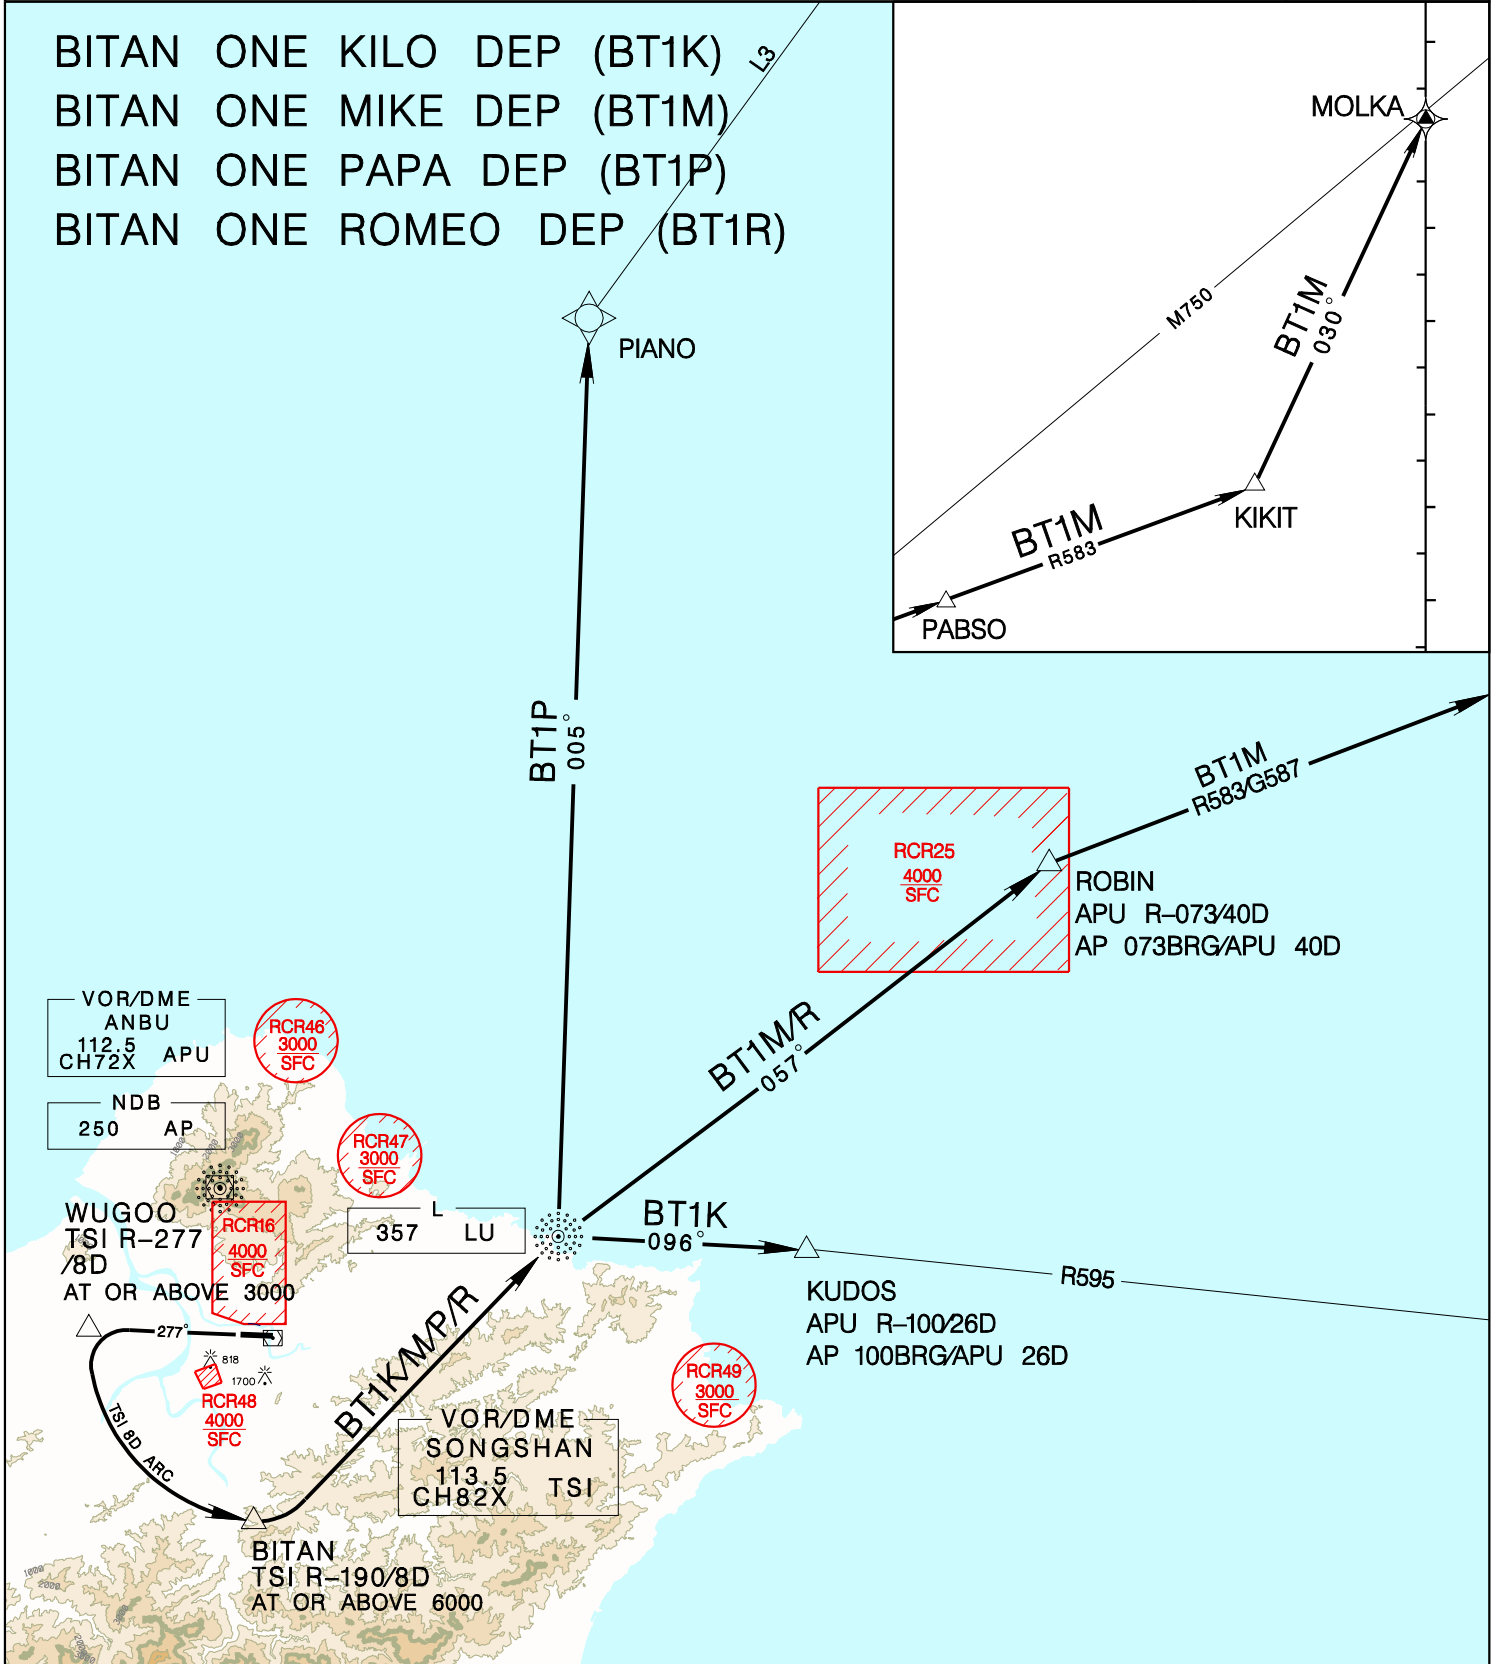 BITAN ONE KILO DEP (BT1K)
BITAN ONE MIKE DEP (BT1M)
BITAN ONE PAPA DEP (BT1P)
BITAN ONE ROMEO DEP (BT1R)
L3
PIANO
MOLKA
M750
BT1M
030°
BT1M
R583
KIKIT
PABSO
BT1P
005°
BT1M
R583/G587
RCR25
4000
SFC
ROBIN
APU R-073/40D
AP 073BRG/APU 40D
BT1M/R
057°
VOR/DME
ANBU
112.5
CH72X APU
NDB
250 AP
RCR46
3000
SFC
RCR47
3000
SFC
1000
WUGOO
TSI R-277
/8D
AT OR ABOVE 3000
RCR16
4000
SFC
L
357 LU
BT1K
096°
R595
KUDOS
APU R-100/26D
AP 100BRG/APU 26D
277°
818
1700
RCR48
4000
SFC
TSI 8D ARC
BT1K/M/P/R
RCR49
3000
SFC
VOR/DME
SONGSHAN
113.5
CH82X TSI
BITAN
TSI R-190/8D
AT OR ABOVE 6000
1000
2000